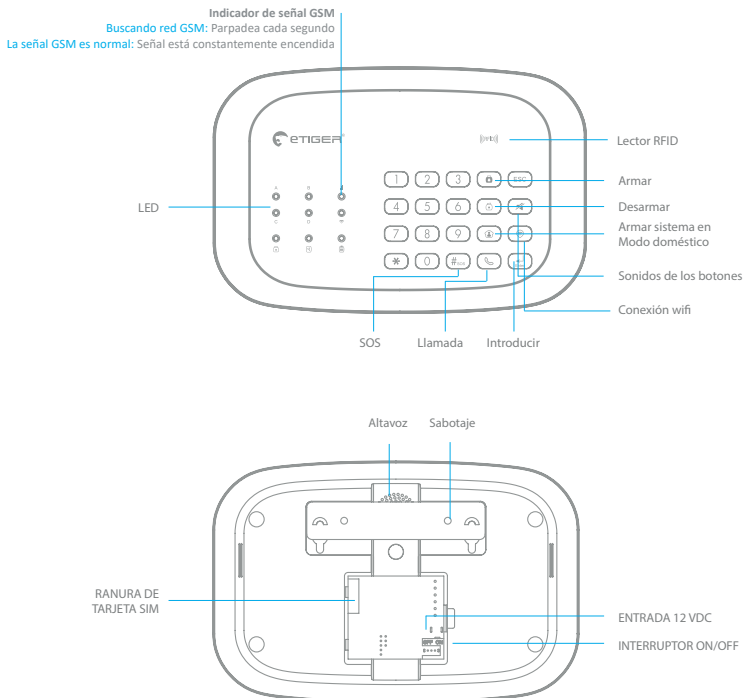 Indicador de señal GSM
Buscando red GSM: Parpadea cada segundo
La señal GSM es normal: Señal está constantemente encendida
eTIGER
((RFID))
Lector RFID
A B
1 2 3 ESC
Armar
LED
C D
4 5 6
Desarmar
7 8 9
Armar sistema en
Modo doméstico
* 0 #
Sonidos de los botones
Conexión wifi
SOS Llamada Introducir
Altavoz Sabotaje
RANURA DE
TARJETA SIM
ENTRADA 12 VDC
OFF ON
INTERRUPTOR ON/OFF